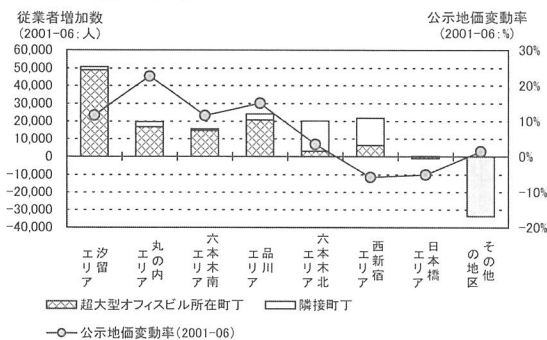 従業者増加数
(2001-06:人)
公示地価変動率
(2001-06:%)
60,000
50,000
40,000
30,000
20,000
10,000
0
-10,000
-20,000
-30,000
-40,000
30%
20%
10%
0%
-10%
-20%
汐留エリア
丸の内エリア
六本木南エリア
品川エリア
六本木北エリア
西新宿エリア
日本橋エリア
その他の地区
超大型オフィスビル所在町丁
隣接町丁
公示地価変動率(2001-06)